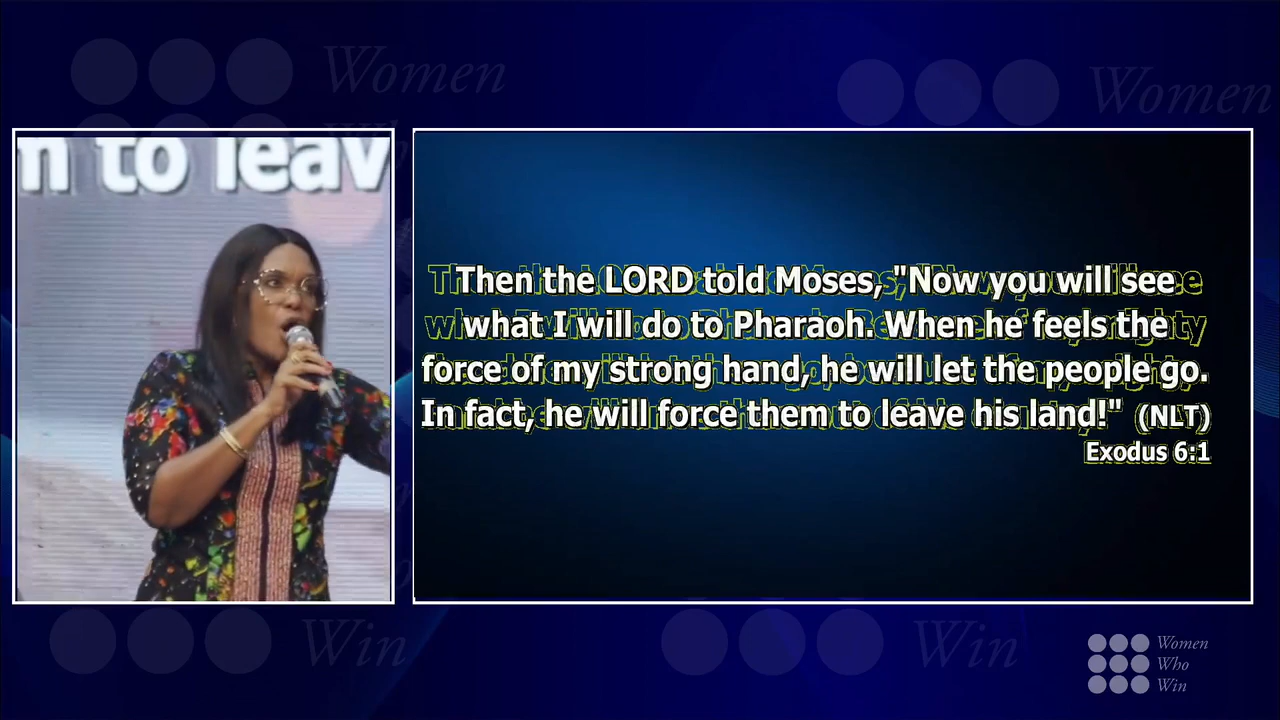 Women
Women
Who
n to leav
Then the LORD told Moses, "Now you will see
what I will do to Pharaoh. When he feels the
force of my strong hand, he will let the people go.
In fact, he will force them to leave his land!" (NLT)
Exodus 6:1
Win
Win
Women
Who
Win